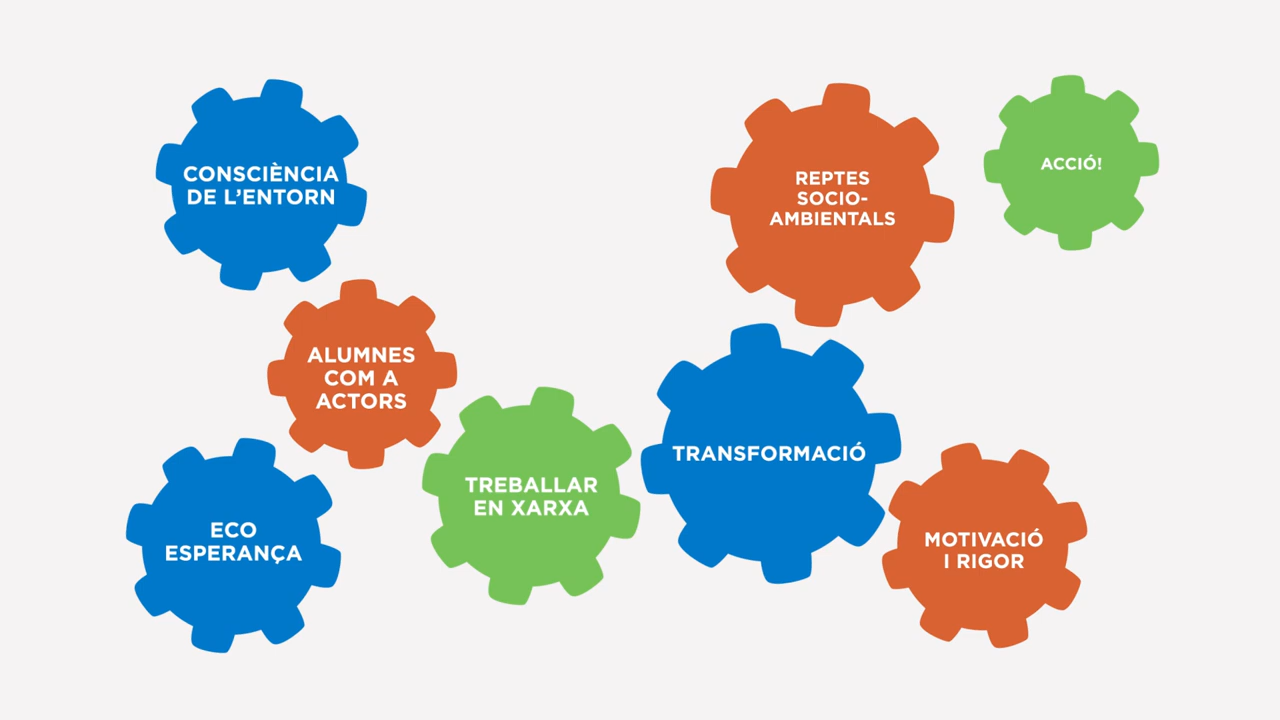 CONSCIÈNCIA
DE L’ENTORN
REPTES
SOCIO-
AMBIENTALS
ACCIÓ!
ALUMNES
COM A
ACTORS
TREBALLAR
EN XARXA
TRANSFORMACIÓ
ECO
ESPERANÇA
MOTIVACIÓ
I RIGOR